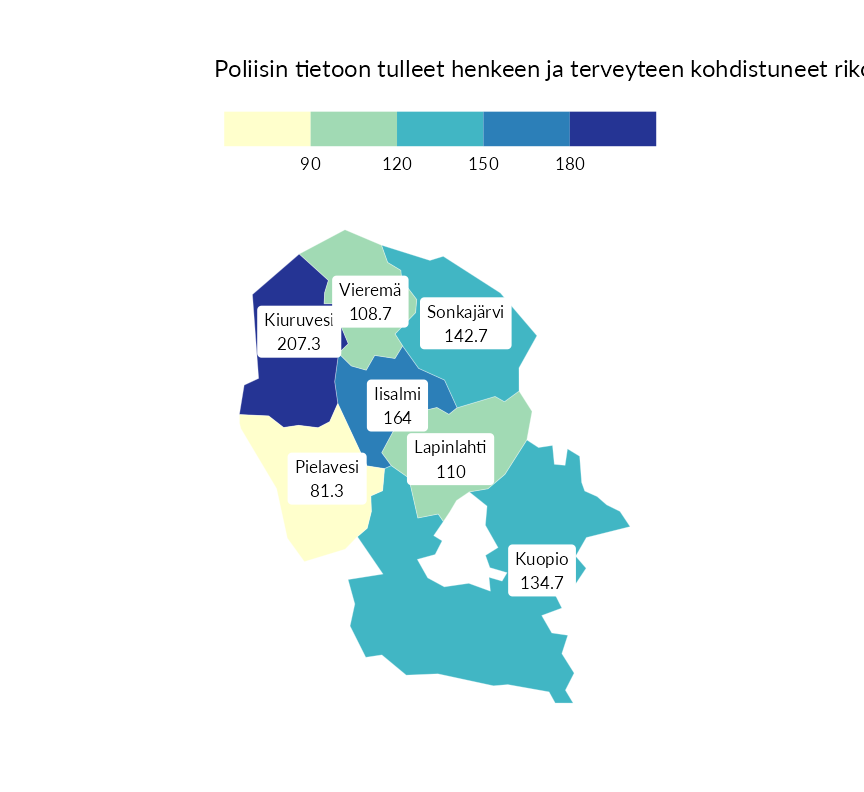 Poliisin tietoon tulleet henkeen ja terveyteen kohdistuneet
90 120 150 180
Vieremä
108.7
Sonkajärvi
142.7
Kiuruvesi
207.3
Iisalmi
164
Lapinlahti
110
Pielavesi
81.3
Kuopio
134.7